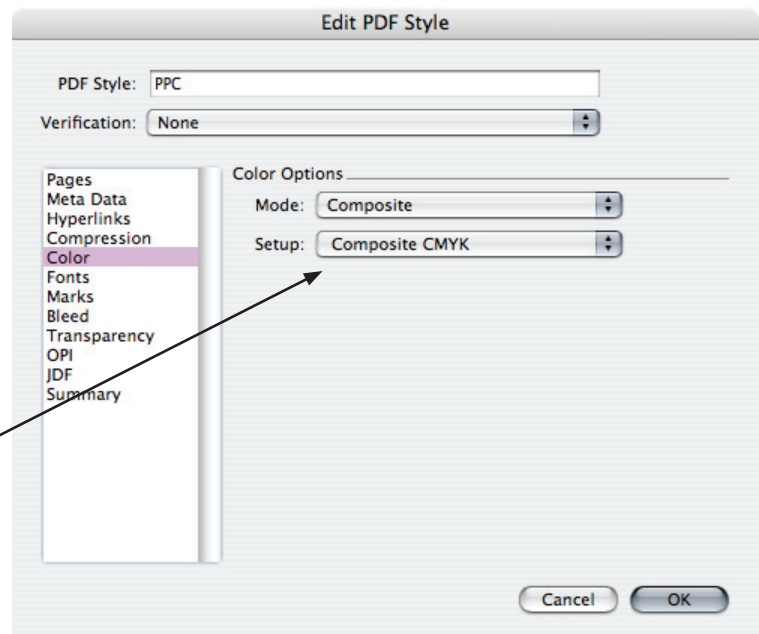 Edit PDF Style
PDF Style: PPC
Verification: None
Pages
Meta Data
Hyperlinks
Compression
Color
Fonts
Marks
Bleed
Transparency
OPI
JDF
Summary
Color Options
Mode: Composite
Setup: Composite CMYK
Cancel OK